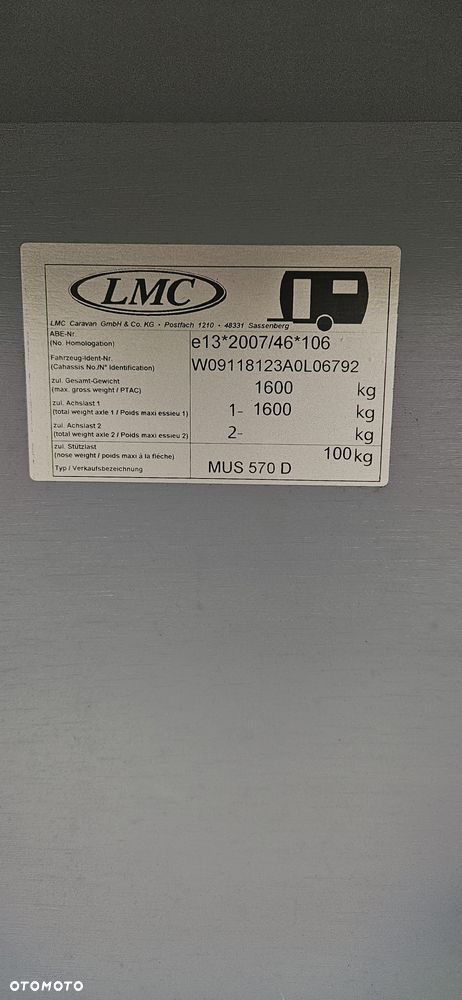 LMC
LMC Caravan GmbH & Co. KG • Postfach 1210 • 48331 Sassenberg
ABE-Nr.
(No. Homologation) e13*2007/46*106
Fahrzeug-Ident-Nr.
(Cahassis No./N° Identification) W09118123A0L06792
zul. Gesamt-Gewicht
(max. gross weight / PTAC) 1600 kg
zul. Achslast 1
(total weight axle 1 / Poids maxi essieu 1) 1- 1600
zul. Achslast 2
(total weight axle 2 / Poids maxi essieu 2) 2- kg
zul. Stützlast
(nose weight / poids maxi à la flèche) 100 kg
Typ / Verkaufsbezeichnung MUS 570 D
OTOMOTO